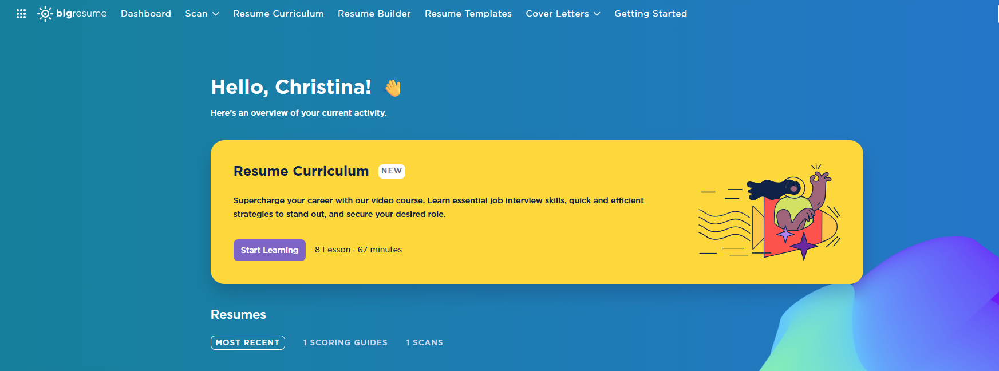 bigresume Dashboard Scan Resume Curriculum Resume Builder Resume Templates Cover Letters Getting Started
Hello, Christina!
Here's an overview of your current activity.
Resume Curriculum NEW
Supercharge your career with our video course. Learn essential job interview skills, quick and efficient
strategies to stand out, and secure your desired role.
Start Learning 8 Lesson · 67 minutes
Resumes
MOST RECENT 1 SCORING GUIDES 1 SCANS